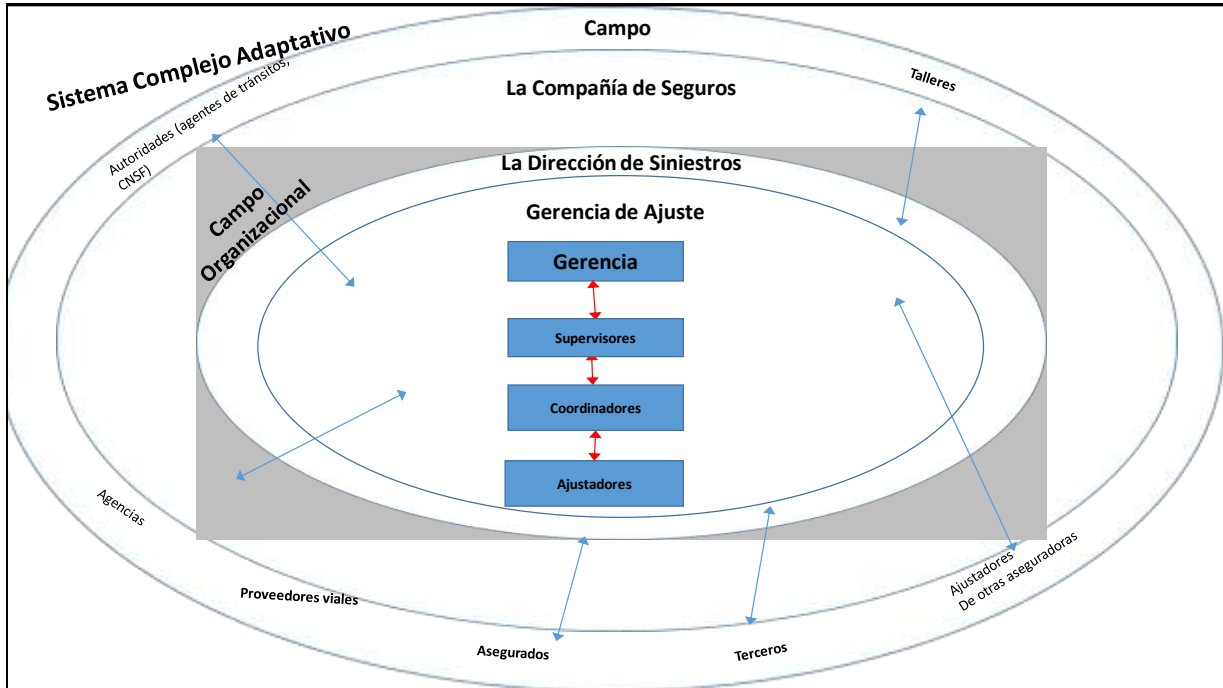 Campo
Sistema Complejo Adaptativo
Talleres
La Compañía de Seguros
Autoridades (agentes de tránsitos,
CNSF)
La Dirección de Siniestros
Campo
Organizacional
Gerencia de Ajuste
Gerencia
Supervisores
Coordinadores
Ajustadores
Agencias
Ajustadores
De otras aseguradoras
Proveedores viales
Asegurados
Terceros